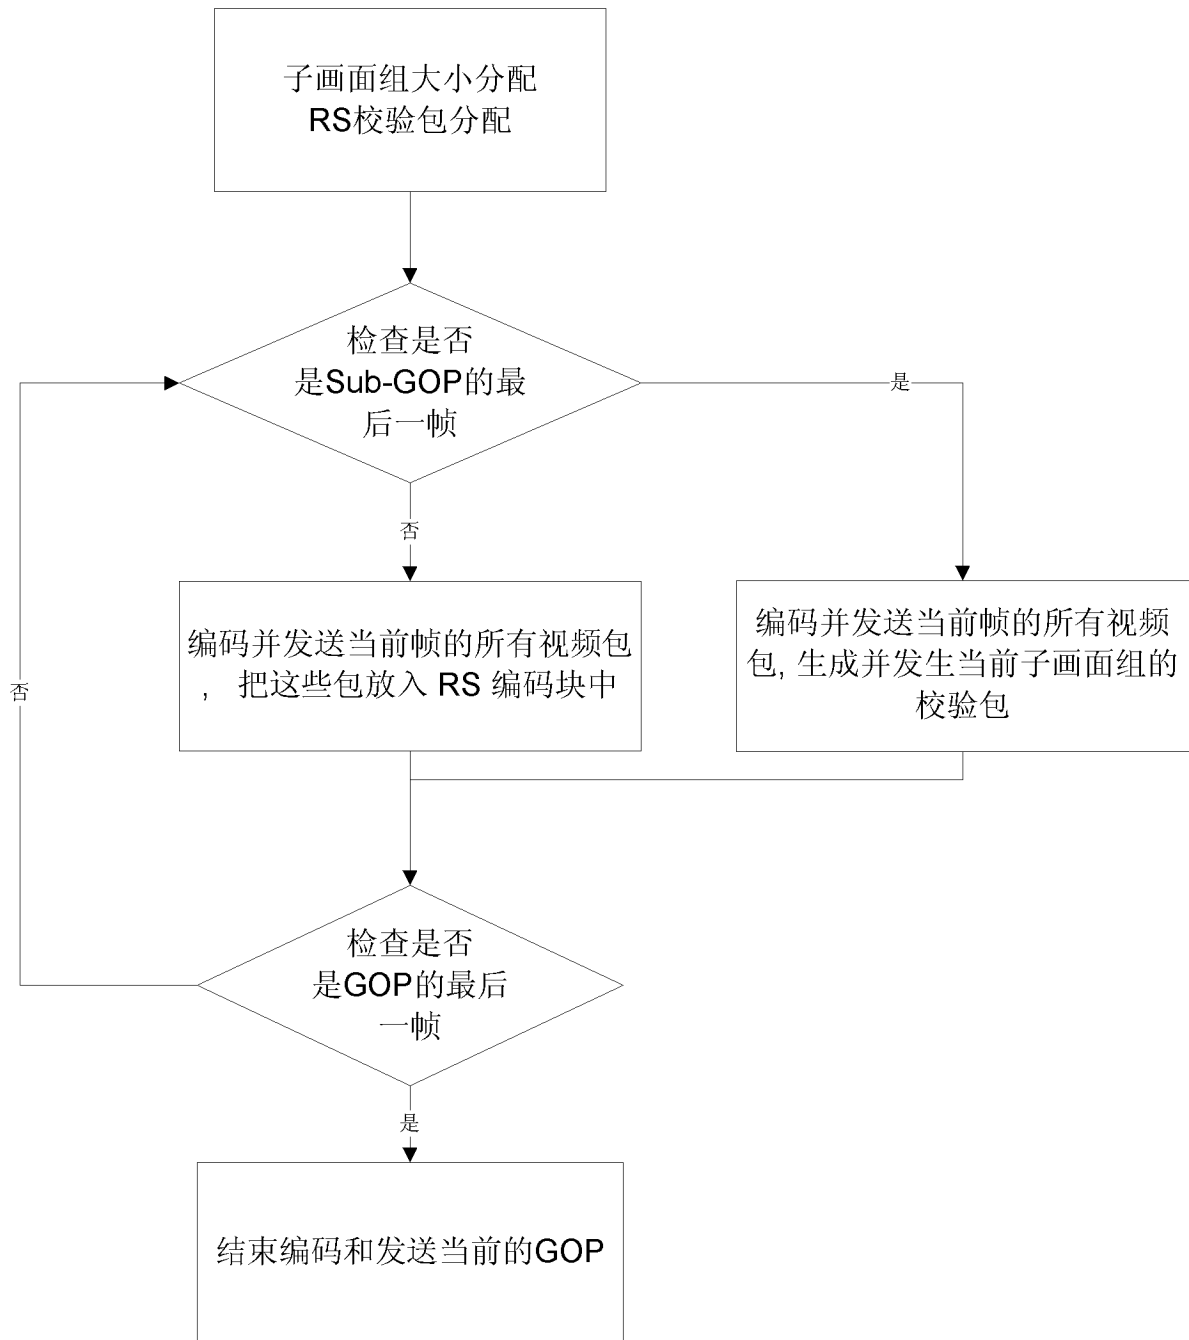 子画面组大小分配
RS校验包分配
检查是否
是Sub-GOP的最
后一帧
是
否
编码并发送当前帧的所有视频包
， 把这些包放入 RS 编码块中
编码并发送当前帧的所有视频
包, 生成并发生当前子画面组的
校验包
否
检查是否
是GOP的最后
一帧
是
结束编码和发送当前的GOP